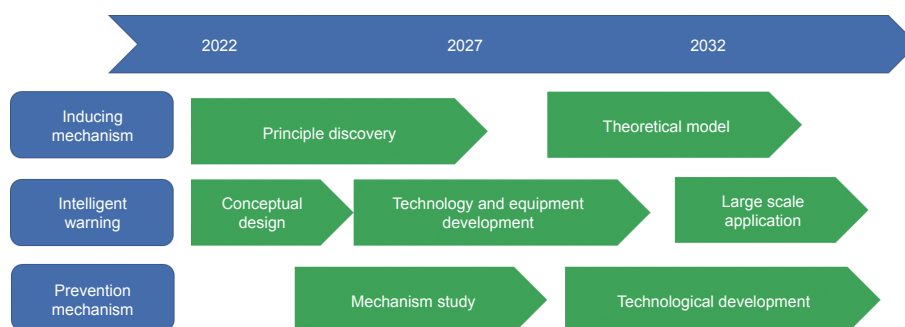 2022 2027 2032
Inducing
mechanism
Principle discovery
Theoretical model
Intelligent
warning
Conceptual
design
Technology and equipment
development
Large scale
application
Prevention
mechanism
Mechanism study
Technological development